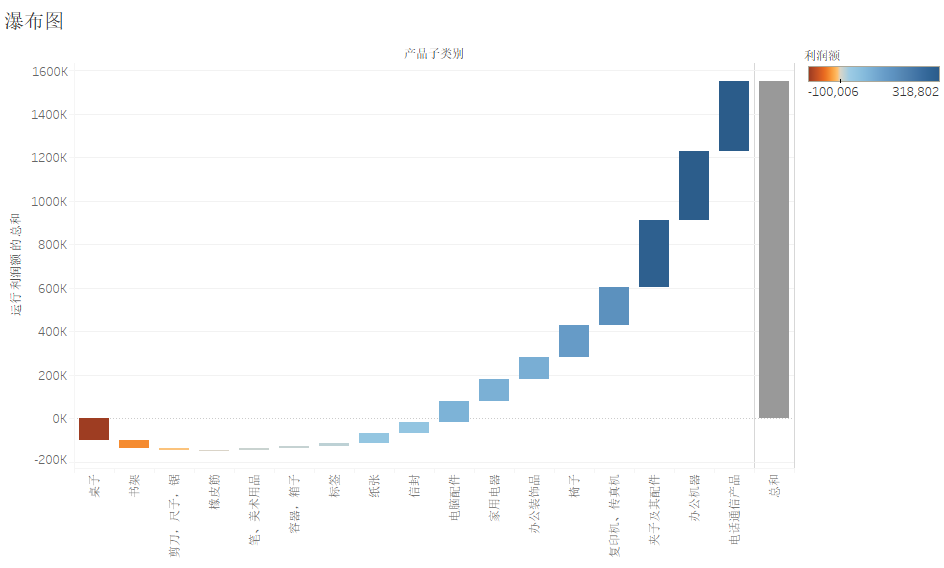 瀑布图
产品子类别
利润额
-100,006
318,802
运行 利润额 的 总和
1600K
1400K
1200K
1000K
800K
600K
400K
200K
0K
-200K
桌子
书架
剪刀，尺子，锯
橡皮筋
笔、美术用品
容器，箱子
标签
纸张
信封
电脑配件
家用电器
办公装饰品
椅子
复印机、传真机
夹子及其配件
办公机器
电话通信产品
总和